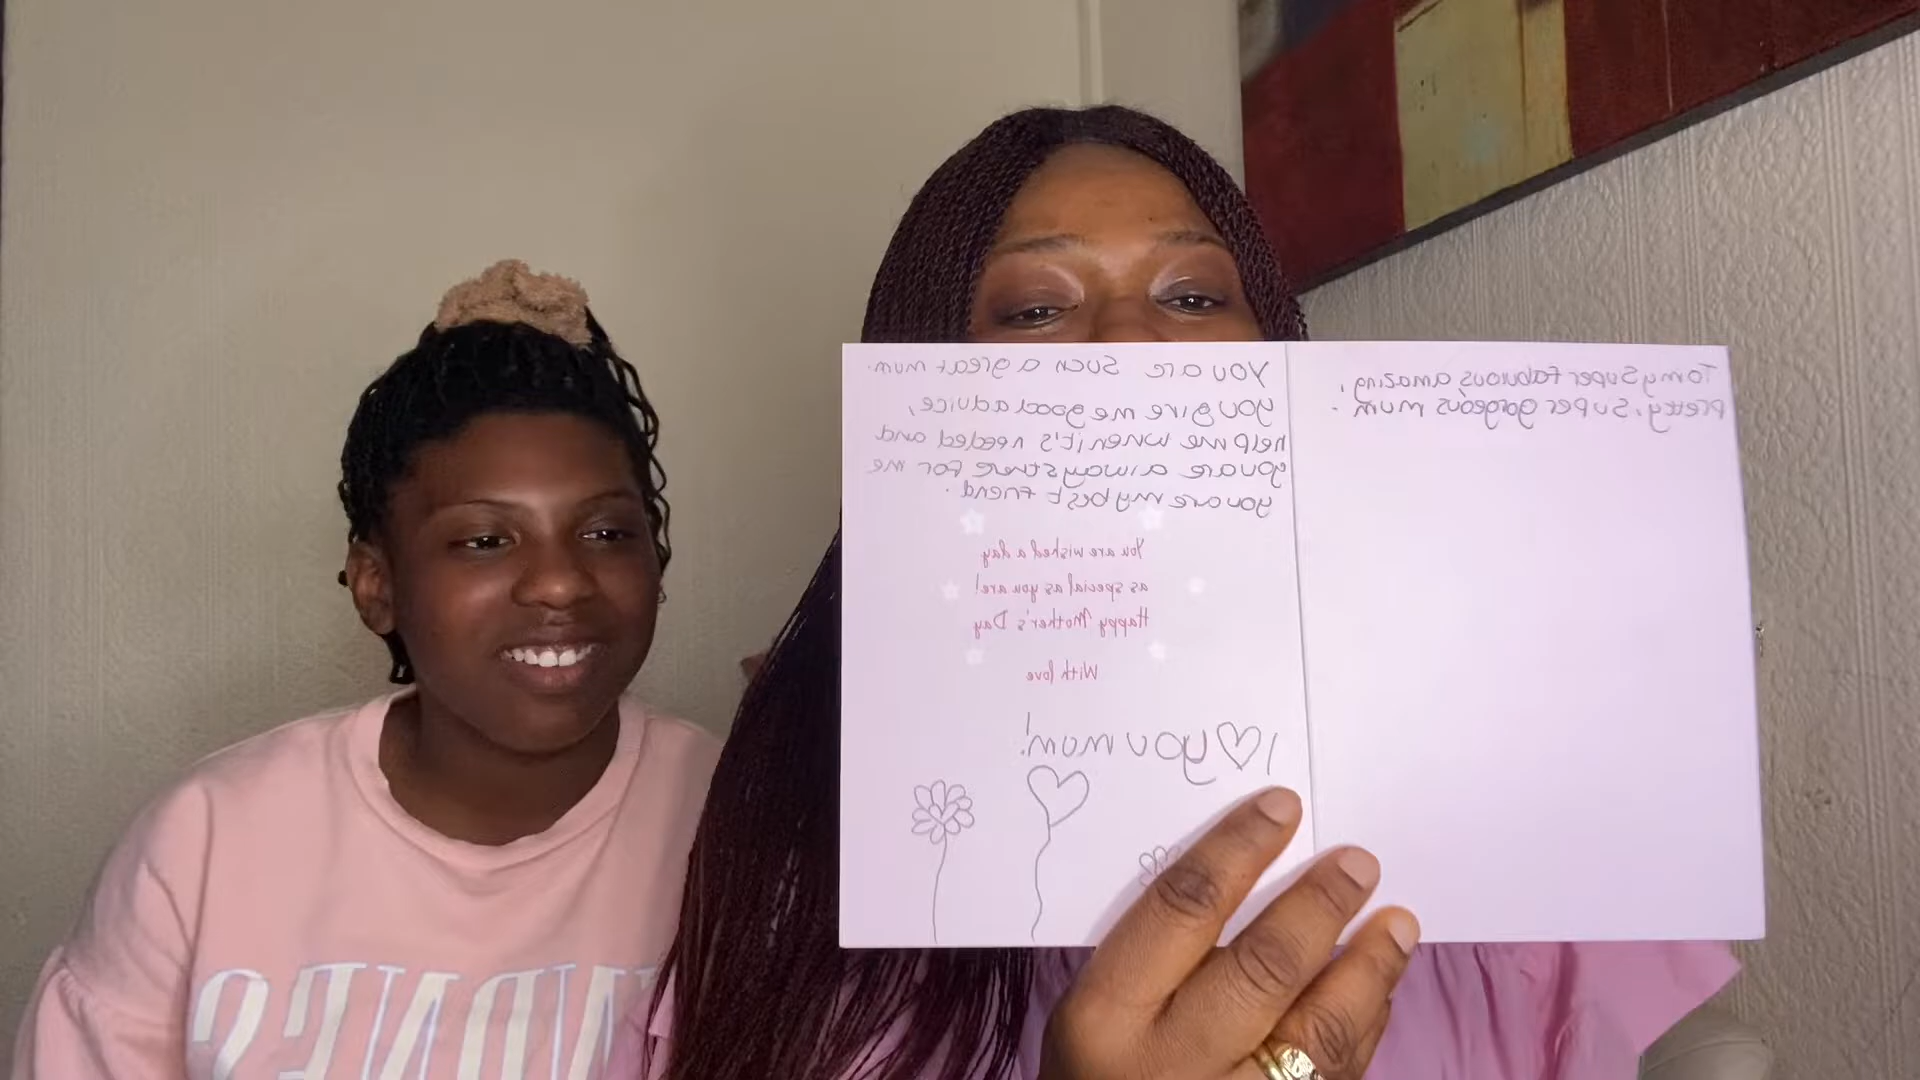 To my super fabulous amazing,
pretty, super gorgeous mum.
you are such a great mum.
you give me good advice,
help me when it's needed and
you are always there for me
you are my best friend.
You are wished a day
as special as you are!
Happy Mother's Day
With love
I you mum!